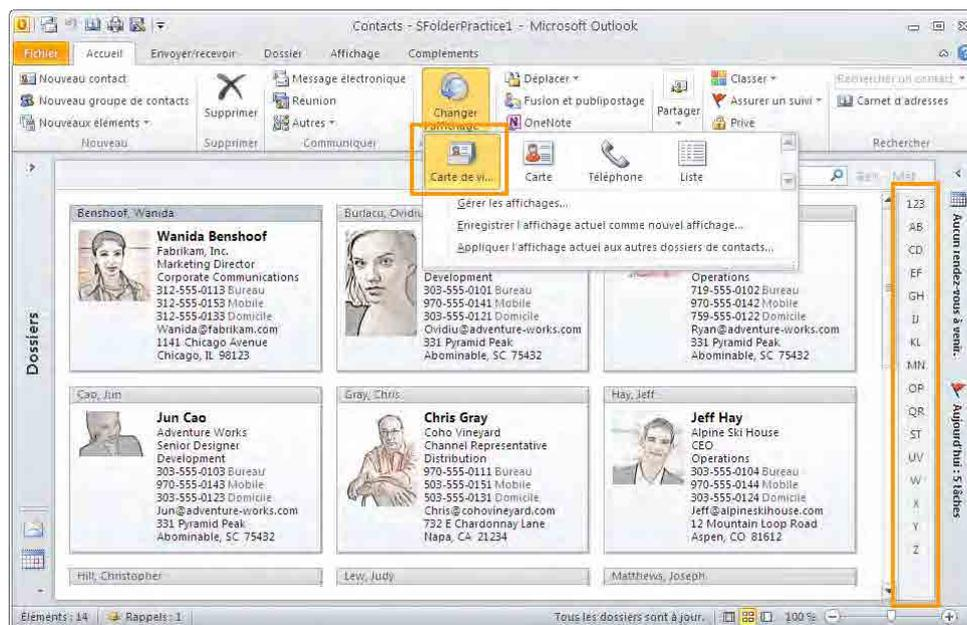 Contacts - SFolderPractice1 - Microsoft Outlook
Fichier Accueil Envoyer/recevoir Dossier Affichage Compléments
Nouveau contact
Nouveau groupe de contacts
Nouveaux éléments
Nouveau
Supprimer
Supprimer
Message électronique
Réunion
Autres
Communiquer
Changer
l'affichage
Déplacer
Fusion et publipostage
OneNote
Partager
Classer
Assurer un suivi
Privé
Rechercher un contact
Carnet d'adresses
Rechercher
Carte de vi... Carte Téléphone Liste
Gérer les affichages...
Enregistrer l'affichage actuel comme nouvel affichage...
Appliquer l'affichage actuel aux autres dossiers de contacts...
Dossiers
Benshoof, Wanida
Wanida Benshoof
Fabrikam, Inc.
Marketing Director
Corporate Communications
312-555-0113 Bureau
312-555-0153 Mobile
312-555-0133 Domicile
Wanida@fabrikam.com
1141 Chicago Avenue
Chicago, IL 98123
Burlacu, Ovidiu
Development
303-555-0101 Bureau
970-555-0141 Mobile
303-555-0121 Domicile
Ovidiu@adventure-works.com
331 Pyramid Peak
Abominable, SC 75432
Operations
719-555-0102 Bureau
970-555-0142 Mobile
759-555-0122 Domicile
Ryan@adventure-works.com
331 Pyramid Peak
Abominable, SC 75432
Cao, Jun
Jun Cao
Adventure Works
Senior Designer
Development
303-555-0103 Bureau
970-555-0143 Mobile
303-555-0123 Domicile
Jun@adventure-works.com
331 Pyramid Peak
Abominable, SC 75432
Gray, Chris
Chris Gray
Coho Vineyard
Channel Representative
Distribution
970-555-0111 Bureau
503-555-0151 Mobile
503-555-0131 Domicile
Chris@cohovineyard.com
732 E Chardonnay Lane
Napa, CA 21234
Hay, Jeff
Jeff Hay
Alpine Ski House
CEO
Operations
303-555-0104 Bureau
970-555-0144 Mobile
303-555-0124 Domicile
Jeff@alpineskihouse.com
12 Mountain Loop Road
Aspen, CO 81612
Hill, Christopher
Lew, Judy
Matthews, Joseph
123
AB
CD
EF
GH
IJ
KL
MN
OP
QR
ST
UV
W
X
Y
Z
Aucun rendez-vous à venir.
Aujourd'hui : 5 tâches
Éléments : 14 Rappels : 1 Tous les dossiers sont à jour. 100 %